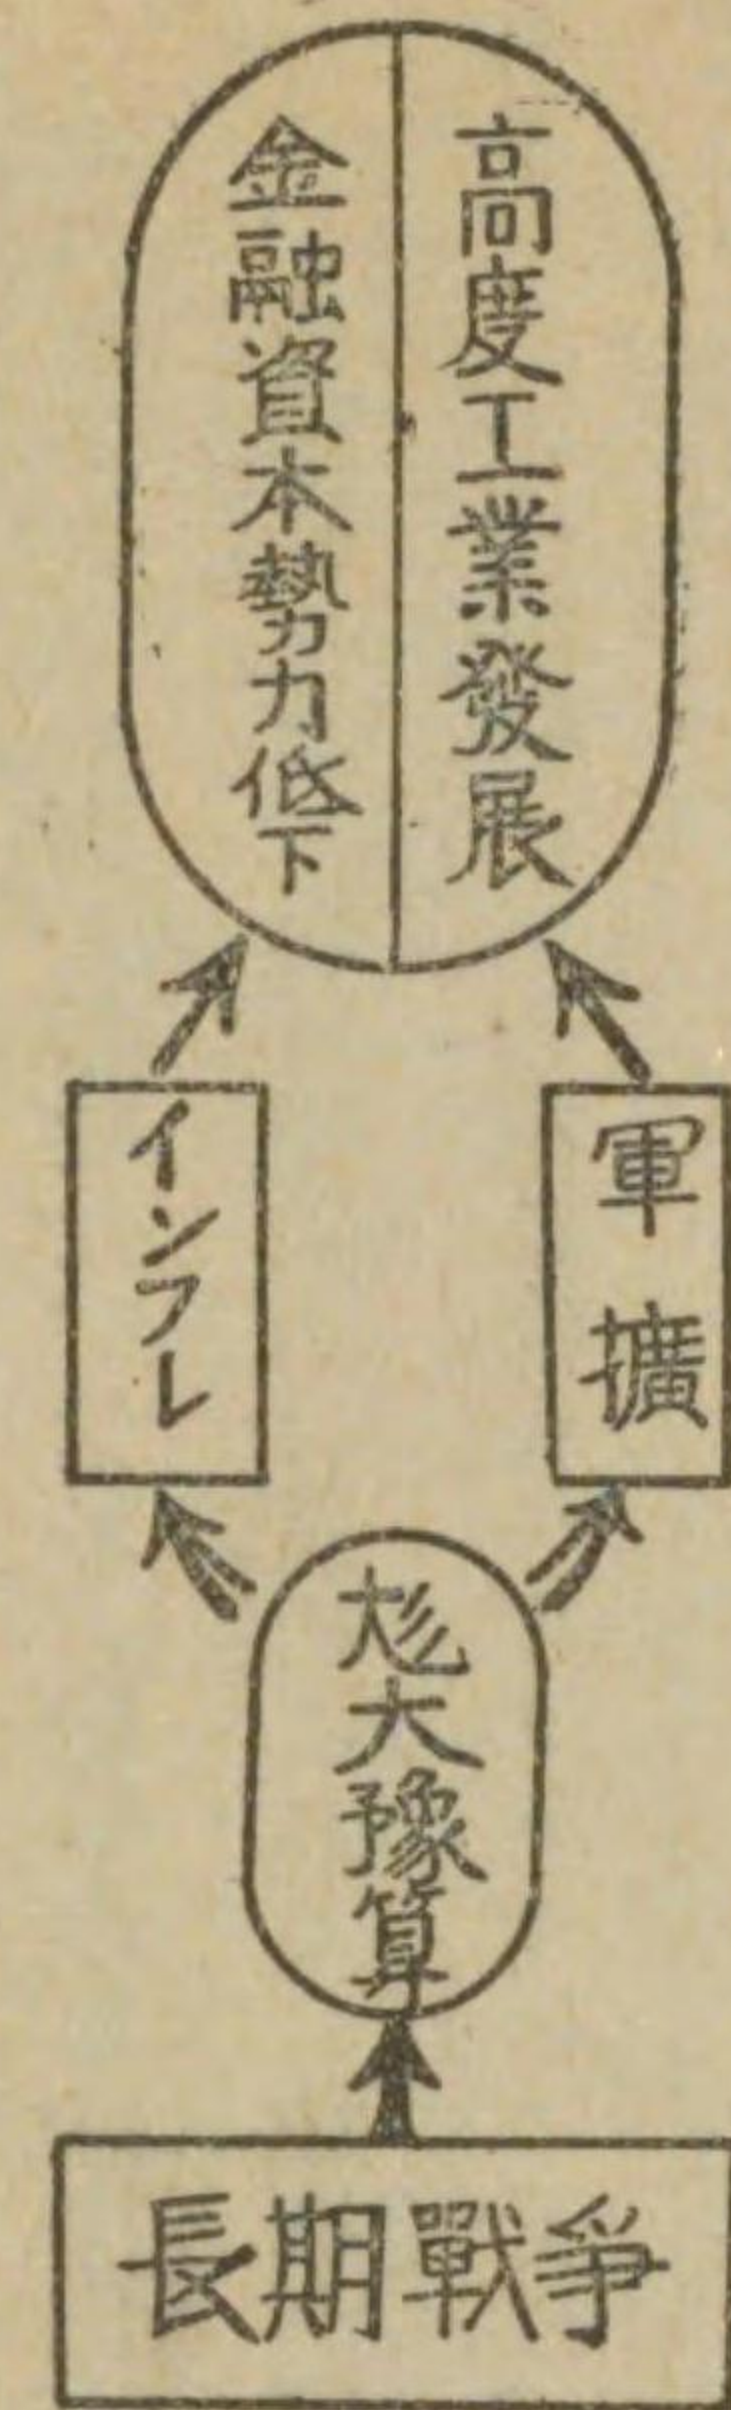 高度工業發展
金融資本勢力低下
軍擴
インフレ
尨大豫算
長期戰爭